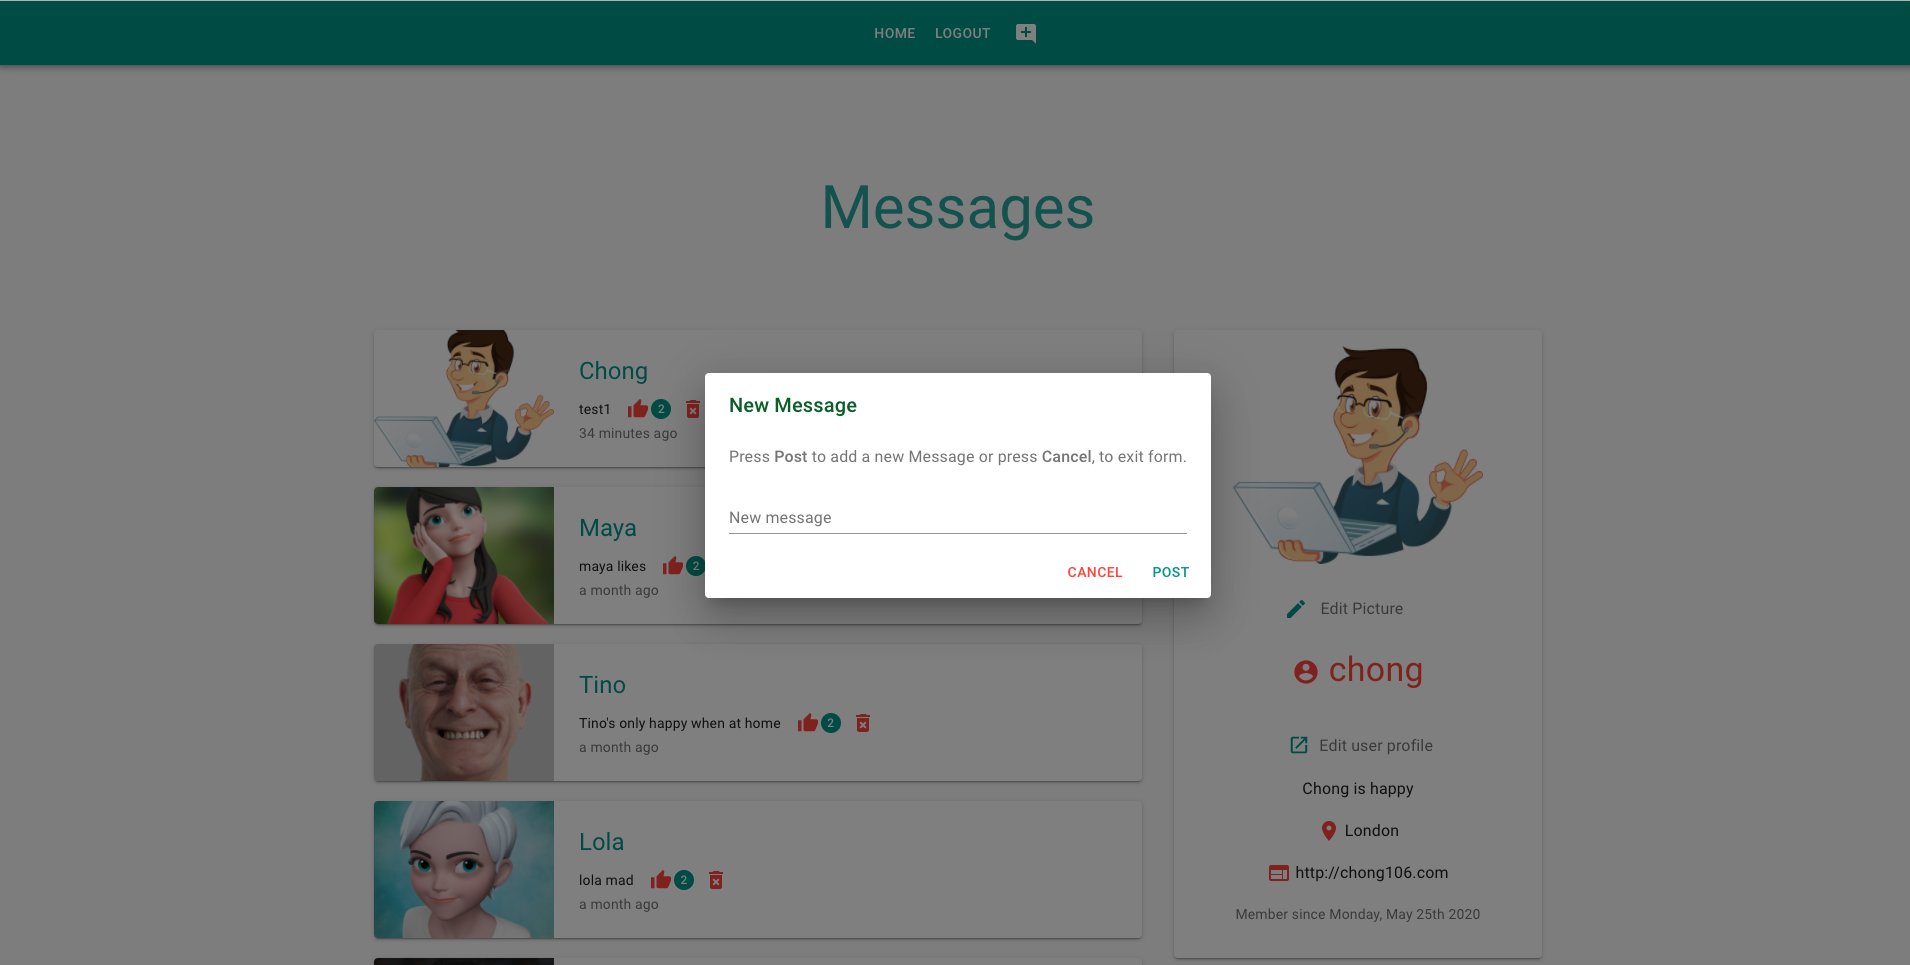 HOME LOGOUT
Messages
Chong
test1 2
34 minutes ago
Maya
maya likes 2
a month ago
Tino
Tino's only happy when at home 2
a month ago
Lola
lola mad 2
a month ago
New Message
Press Post to add a new Message or press Cancel, to exit form.
New message
CANCEL POST
Edit Picture
chong
Edit user profile
Chong is happy
London
http://chong106.com
Member since Monday, May 25th 2020